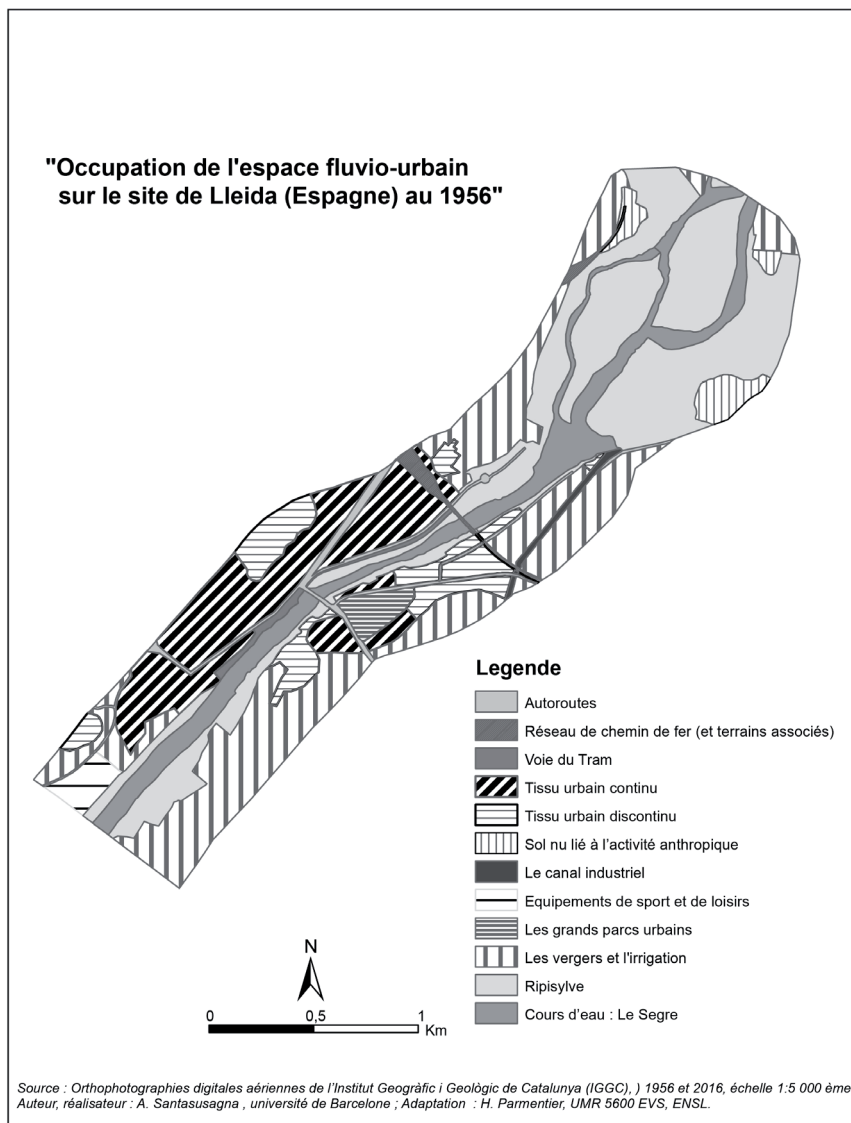 "Occupation de l'espace fluvio-urbain
sur le site de Lleida (Espagne) au 1956"
Legende
Autoroutes
Réseau de chemin de fer (et terrains associés)
Voie du Tram
Tissu urbain continu
Tissu urbain discontinu
Sol nu lié à l'activité anthropique
Le canal industriel
Equipements de sport et de loisirs
Les grands parcs urbains
Les vergers et l'irrigation
Ripisylve
Cours d'eau : Le Segre
N
0 0,5 1
Km
Source : Orthophotographies digitales aériennes de l'Institut Geogràfic i Geològic de Catalunya (IGGC), ) 1956 et 2016, échelle 1:5 000 ème
Auteur, réalisateur : A. Santasusagna , université de Barcelone ; Adaptation : H. Parmentier, UMR 5600 EVS, ENSL.